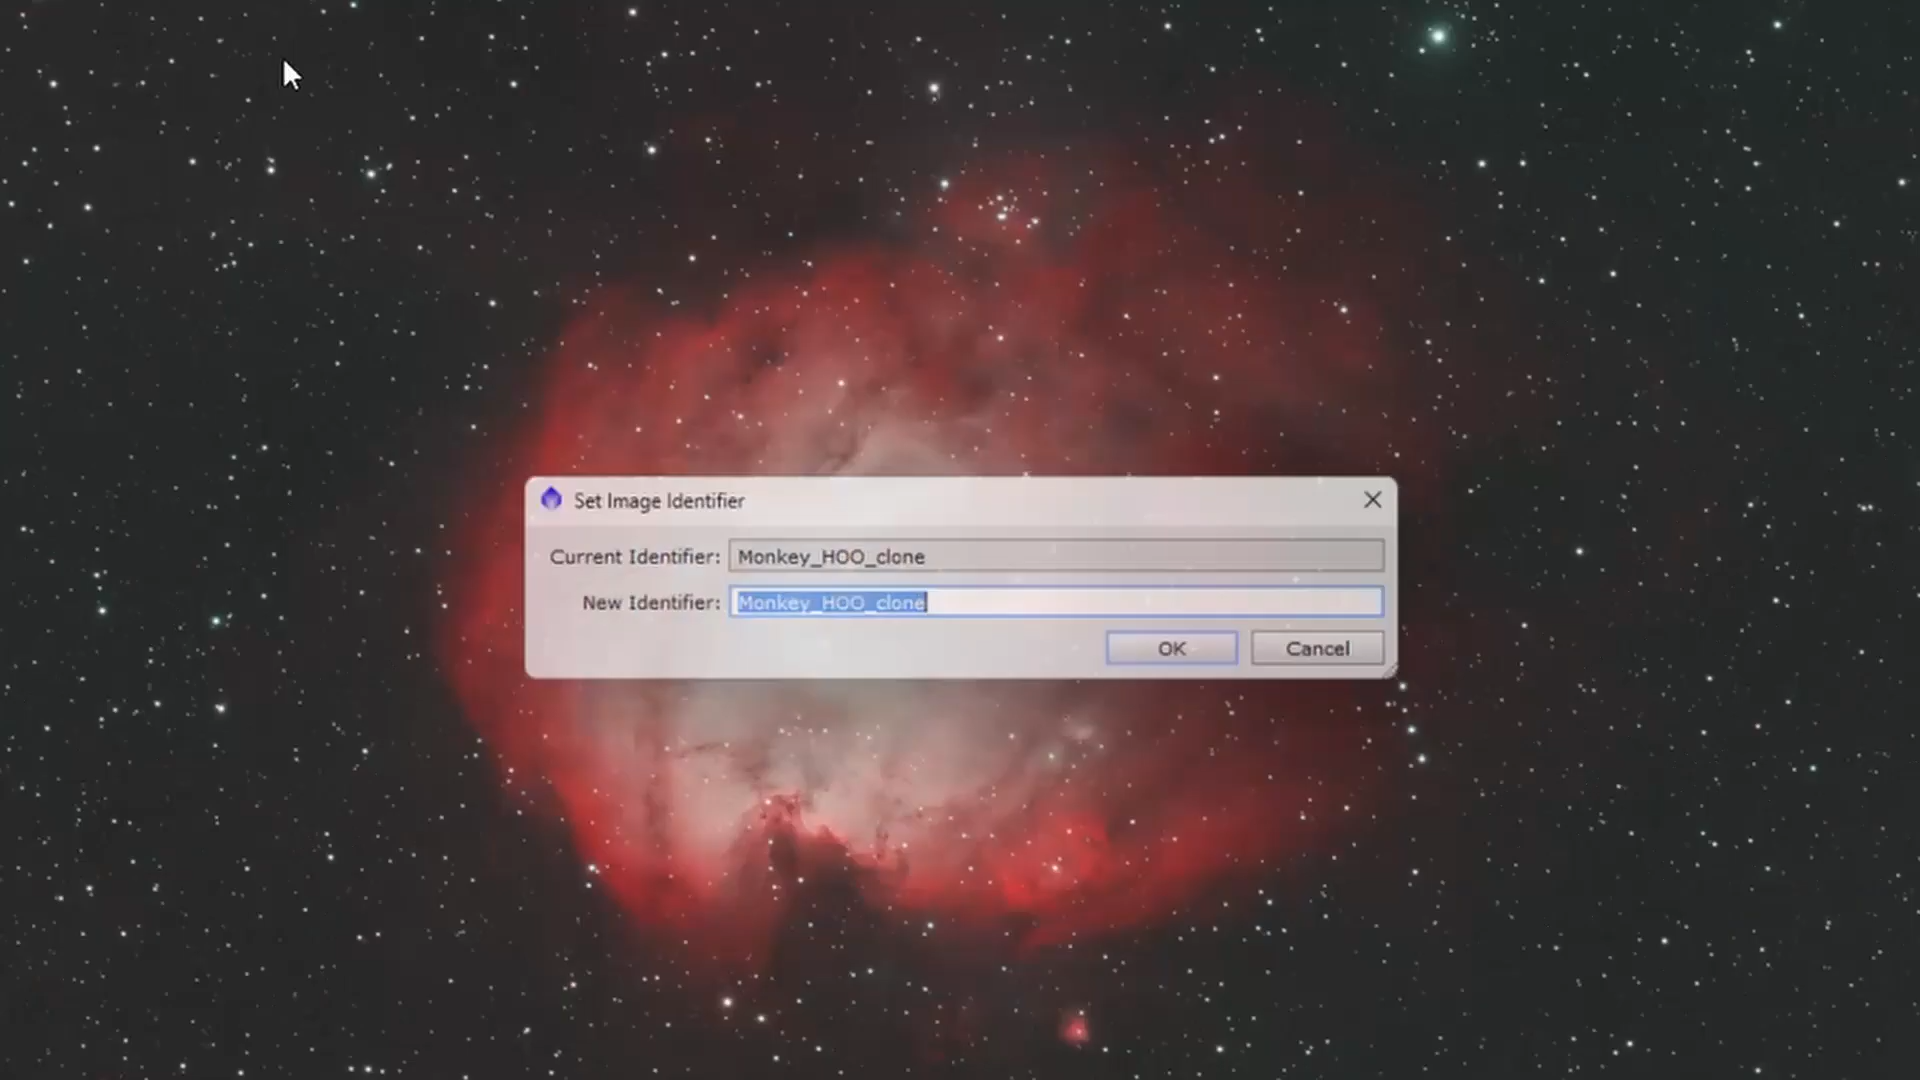 Set Image Identifier
Current Identifier: Monkey_HOO_clone
New Identifier: Monkey_HOO_clone
OK Cancel